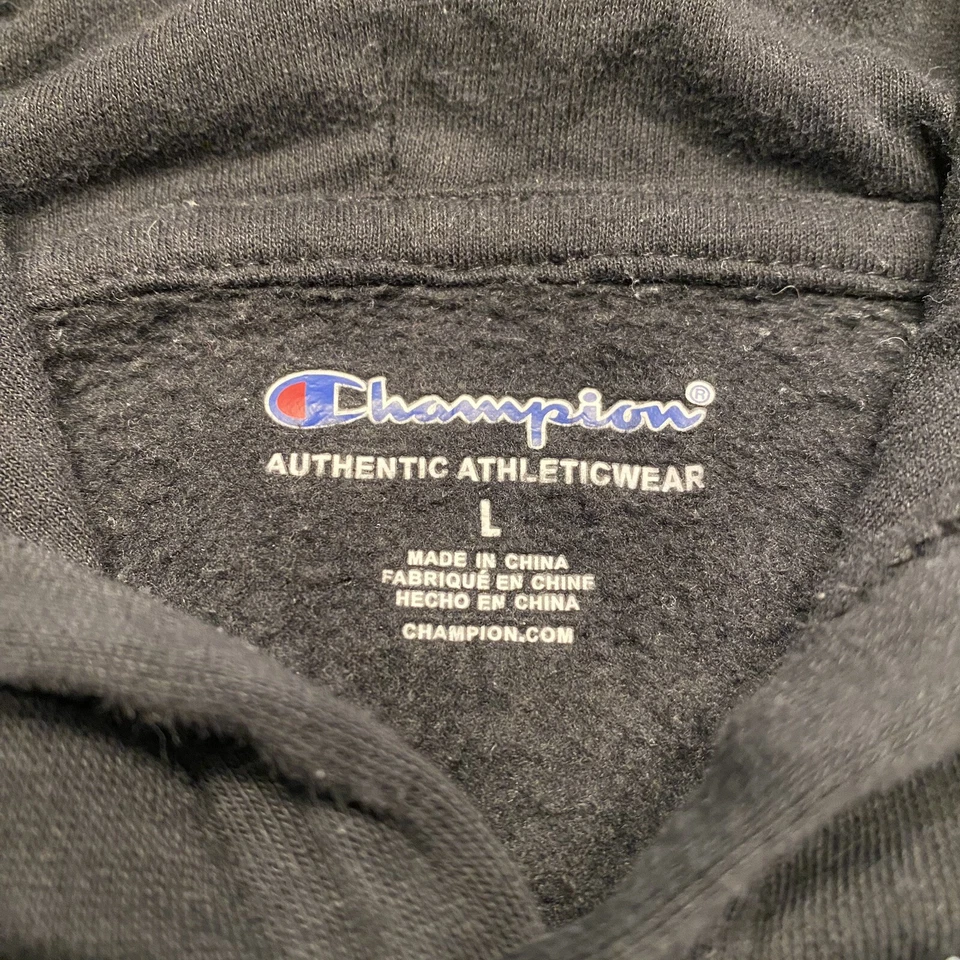 Champion®
AUTHENTIC ATHLETICWEAR
L
MADE IN CHINA
FABRIQUÉ EN CHINE
HECHO EN CHINA
CHAMPION.COM